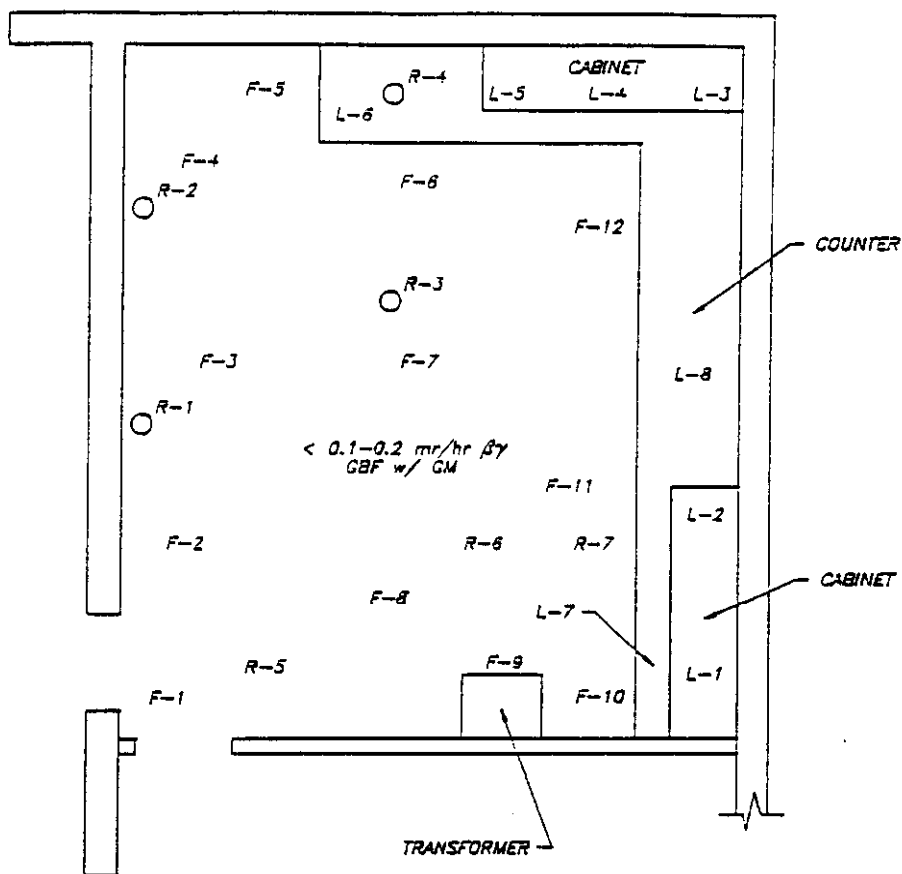 CABINET
R-4
F-5
L-6
L-5
L-4
L-3
F-4
R-2
F-6
F-12
COUNTER
R-3
F-3
F-7
L-8
R-1
< 0.1-0.2 mr/hr βγ
GBF w/ GM
F-11
L-2
F-2
R-6
R-7
CABINET
F-8
L-7
R-5
F-9
L-1
F-1
F-10
TRANSFORMER